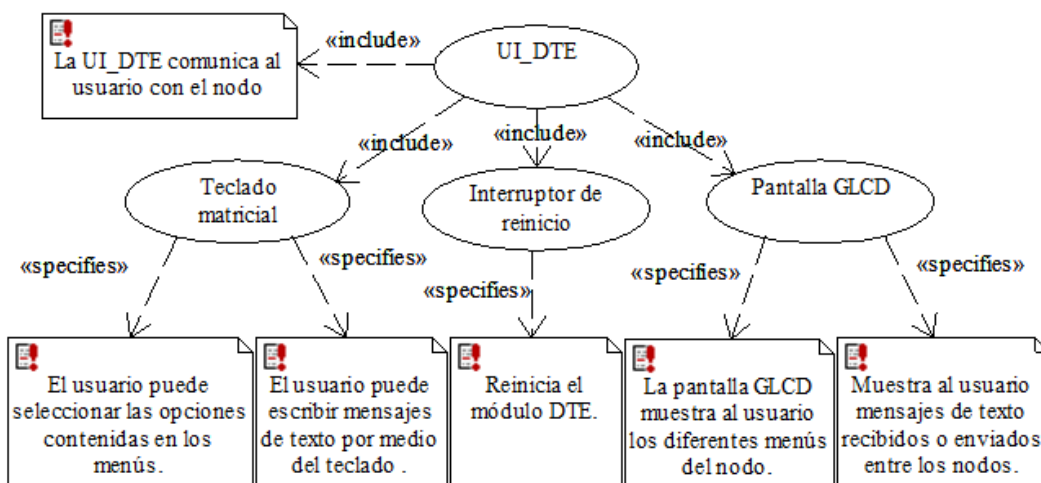 «include»
UI_DTE
La UI_DTE comunica al
usuario con el nodo
«include»
«include»
«include»
Teclado
matricial
Interruptor de
reinicio
Pantalla GLCD
«specifies»
«specifies»
«specifies»
«specifies»
«specifies»
El usuario puede
seleccionar las opciones
contenidas en los
menús.
El usuario puede
escribir mensajes
de texto por medio
del teclado .
Reinicia el
módulo DTE.
La pantalla GLCD
muestra al usuario
los diferentes menús
del nodo.
Muestra al usuario
mensajes de texto
recibidos o enviados
entre los nodos.